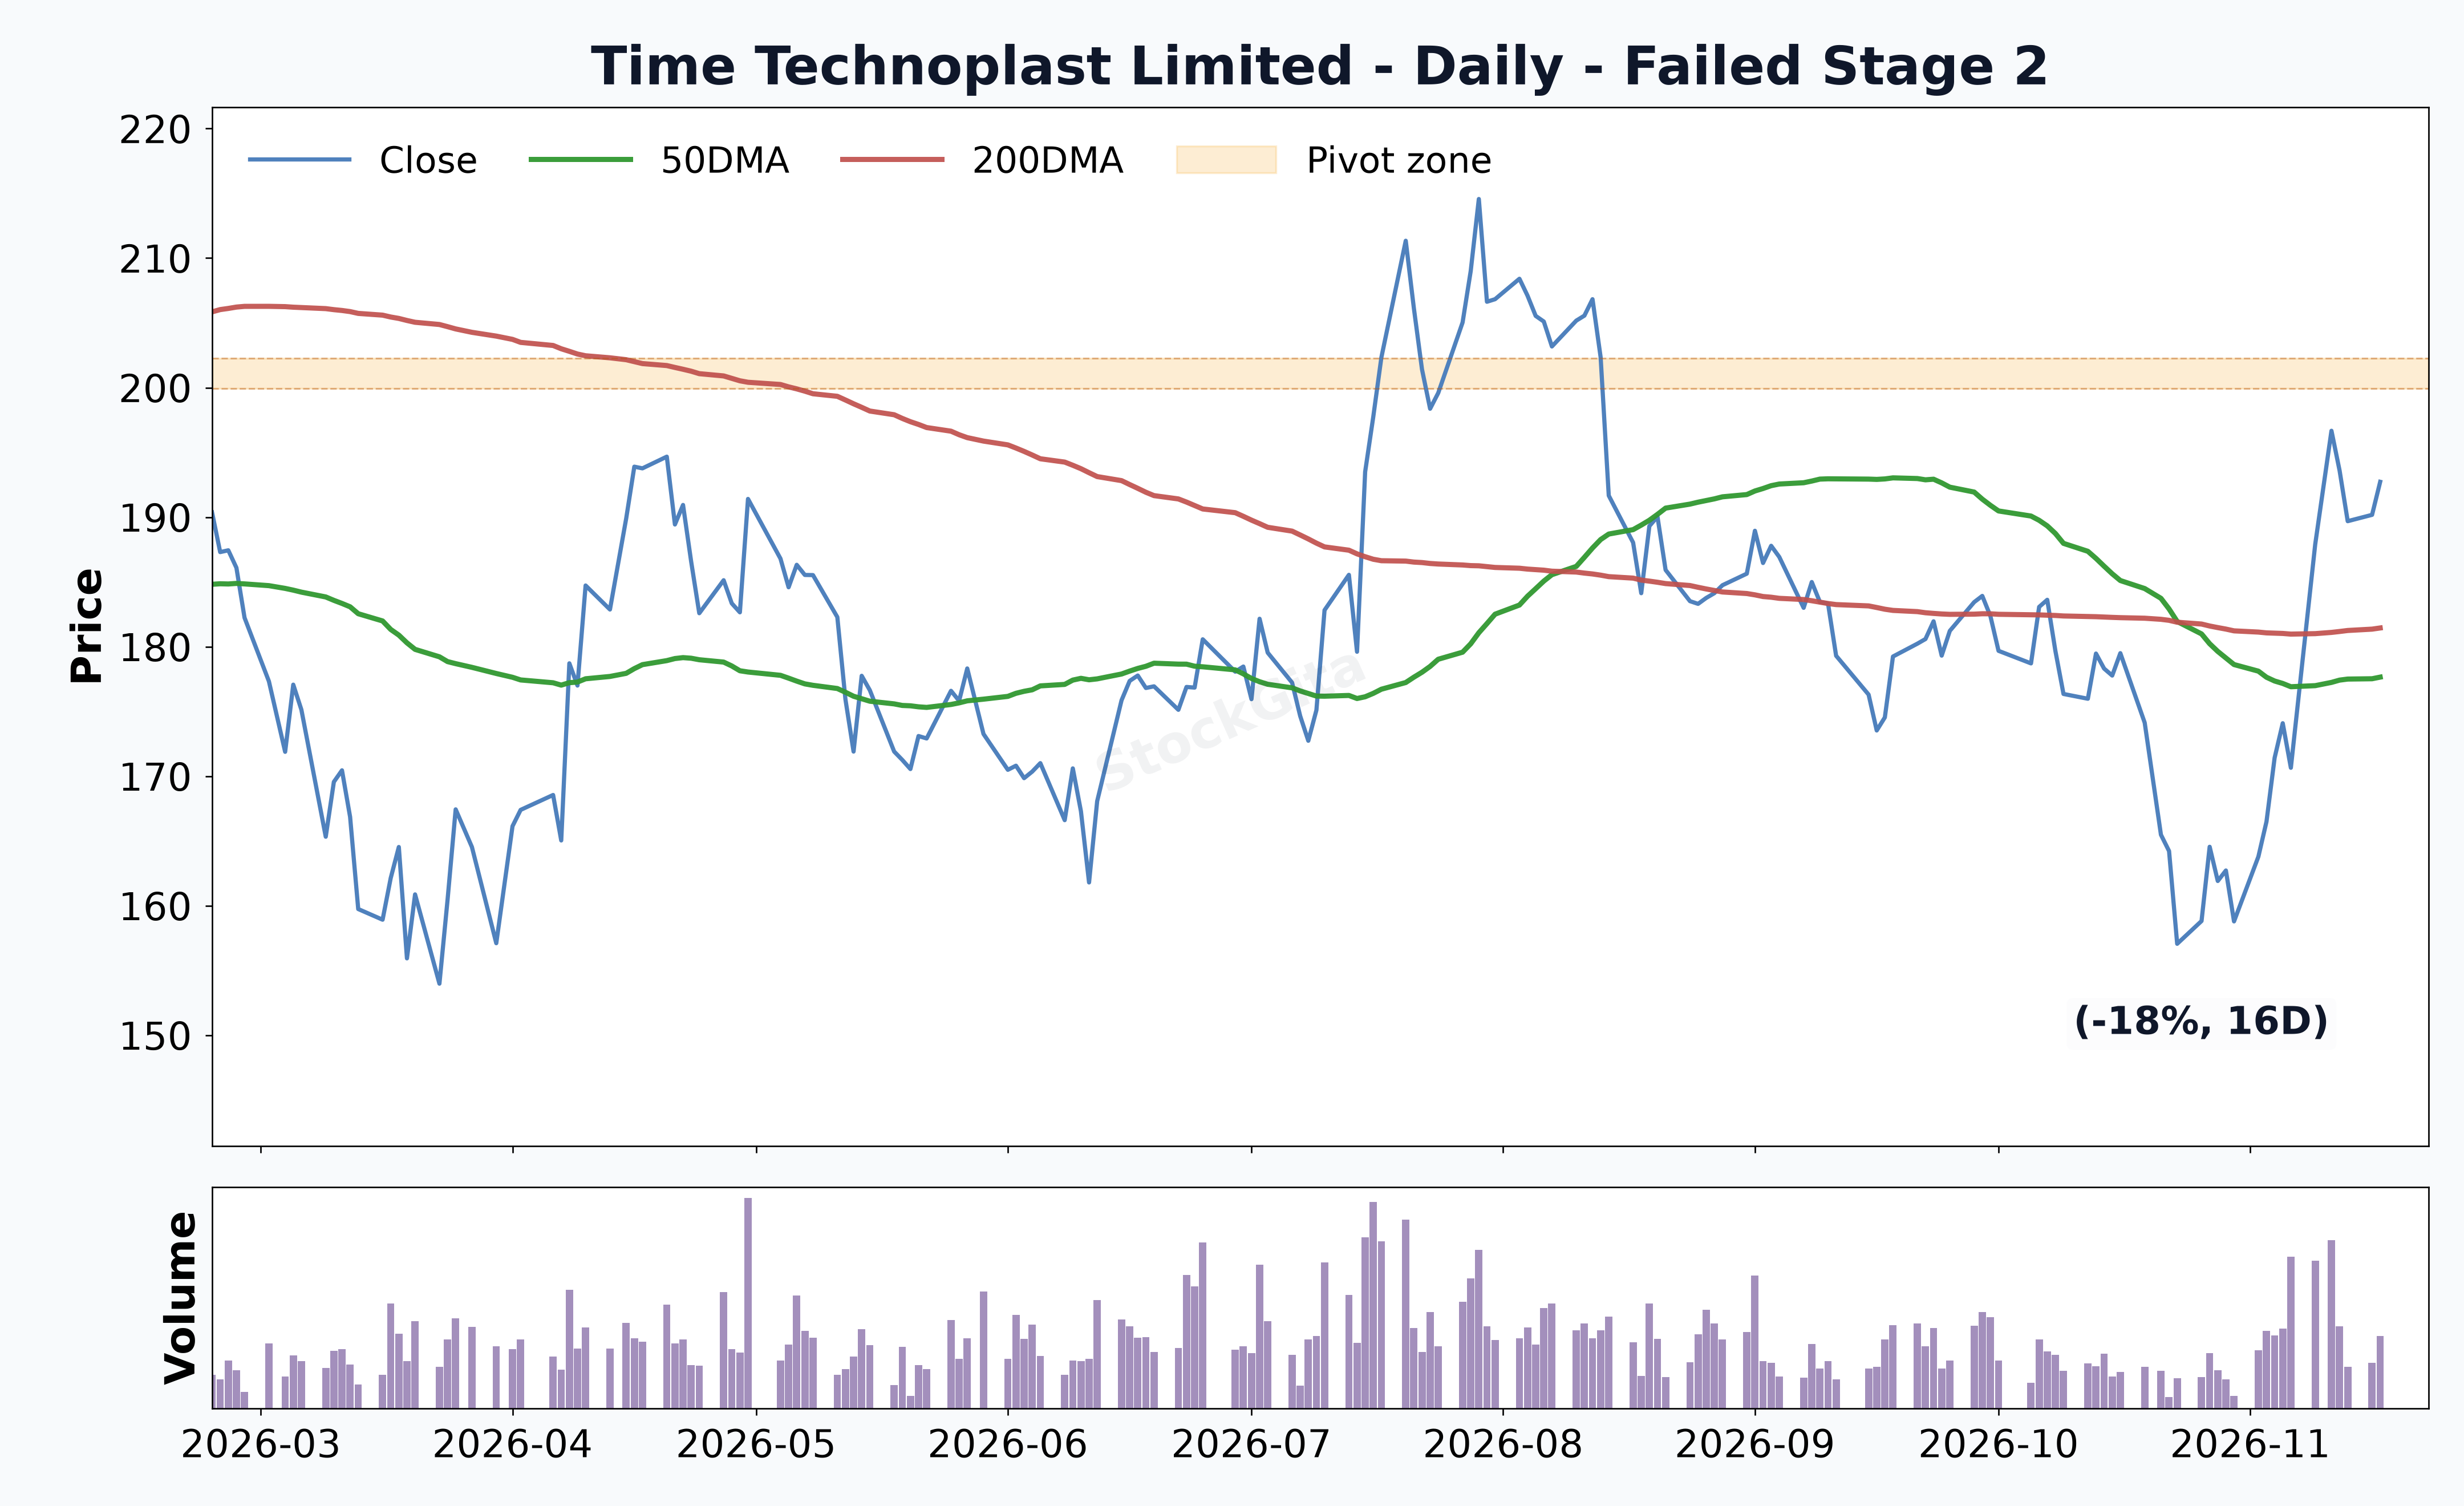 Time Technoplast Limited - Daily - Failed Stage 2
Close 50DMA 200DMA Pivot zone
220
210
200
190
180
170
160
150
Price
StockGita
(-18%, 16D)
Volume
2026-03 2026-04 2026-05 2026-06 2026-07 2026-08 2026-09 2026-10 2026-11